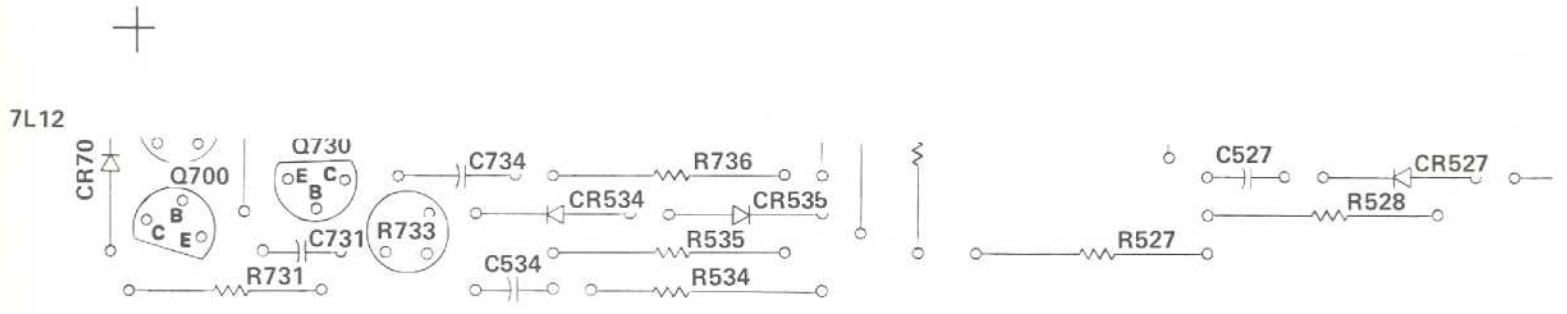 7L12
CR70
Q700
B
C
E
Q730
E C
B
C734
R736
C527
CR527
CR534
CR535
R528
C731
R733
R535
R527
R731
C534
R534